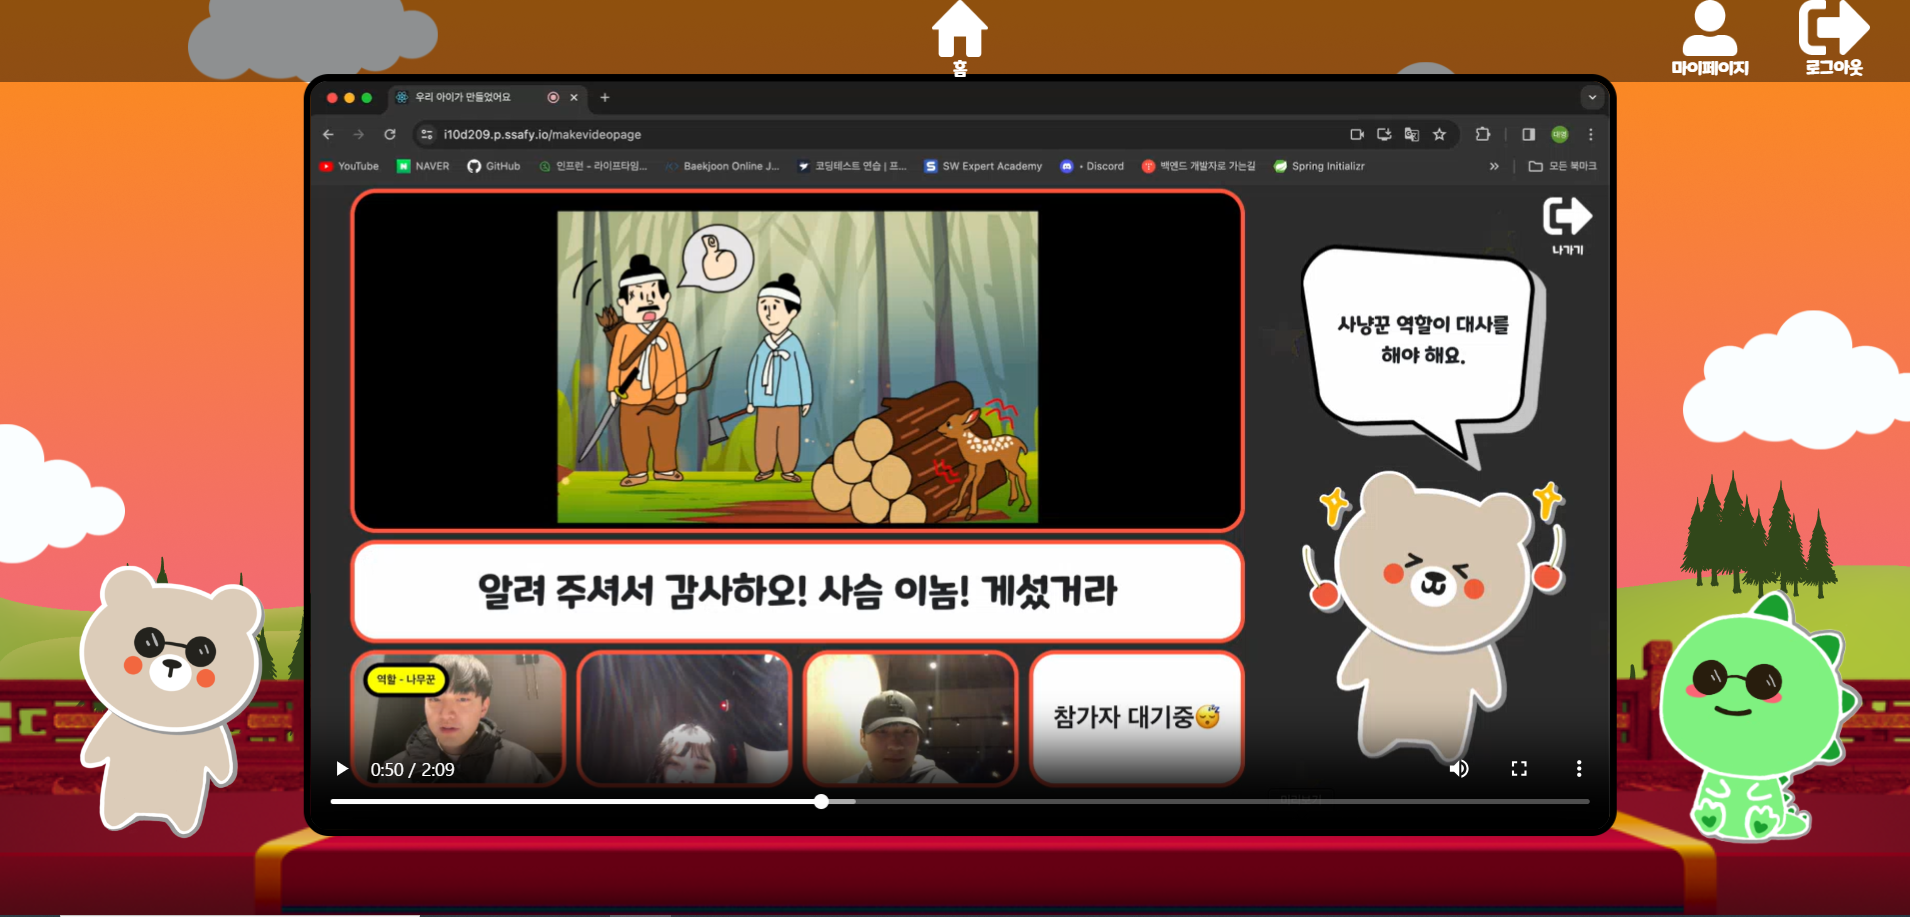 홈
마이페이지
로그아웃
우리 아이가 만들었어요
i10d209.p.ssafy.io/makevideopage
대영
YouTube
NAVER
GitHub
인프런 - 라이프타임...
Baekjoon Online J...
코딩테스트 연습 | 프...
SW Expert Academy
• Discord
백엔드 개발자로 가는길
Spring Initializr
모든 북마크
나가기
사냥꾼 역할이 대사를
해야 해요.
알려 주셔서 감사하오! 사슴 이놈! 게섰거라
역할 - 나무꾼
참가자 대기중😴
0:50 / 2:09
미리보기